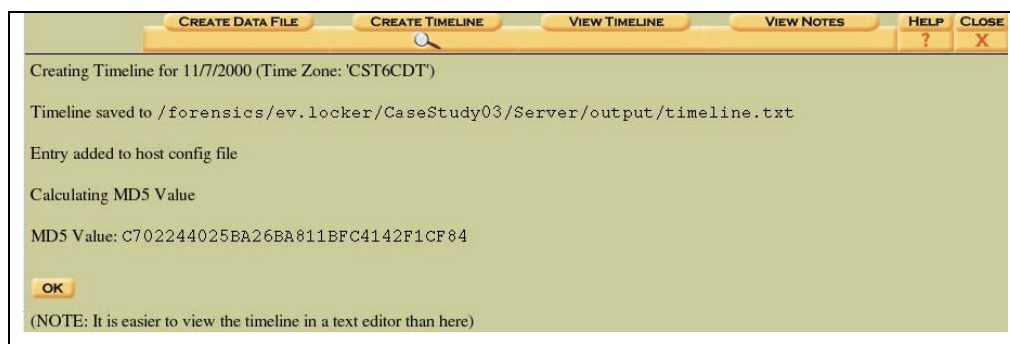 CREATE DATA FILE CREATE TIMELINE VIEW TIMELINE VIEW NOTES HELP CLOSE
? X
Creating Timeline for 11/7/2000 (Time Zone: 'CST6CDT')
Timeline saved to /forensics/ev.locker/CaseStudy03/Server/output/timeline.txt
Entry added to host config file
Calculating MD5 Value
MD5 Value: C702244025BA26BA811BFC4142F1CF84
OK
(NOTE: It is easier to view the timeline in a text editor than here)